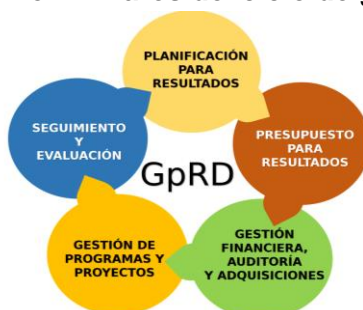 PLANIFICACIÓN
PARA
RESULTADOS
PRESUPUESTO
PARA
RESULTADOS
GESTIÓN
FINANCIERA,
AUDITORÍA
Y ADQUISICIONES
GESTIÓN DE
PROGRAMAS Y
PROYECTOS
SEGUIMIENTO
Y
EVALUACIÓN
GpRD